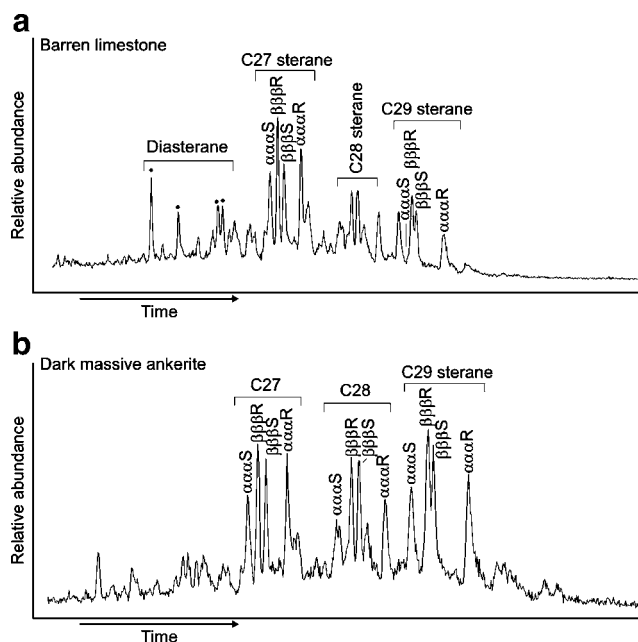 a
Barren limestone
Relative abundance
Diasterane
C27 sterane
αααS
βββR
βββS
αααR
C28 sterane
C29 sterane
αααS
βββR
βββS
αααR
Time
b
Dark massive ankerite
Relative abundance
C27
αααS
βββR
βββS
αααR
C28
αααS
βββR
βββS
αααR
C29 sterane
αααS
βββR
βββS
αααR
Time